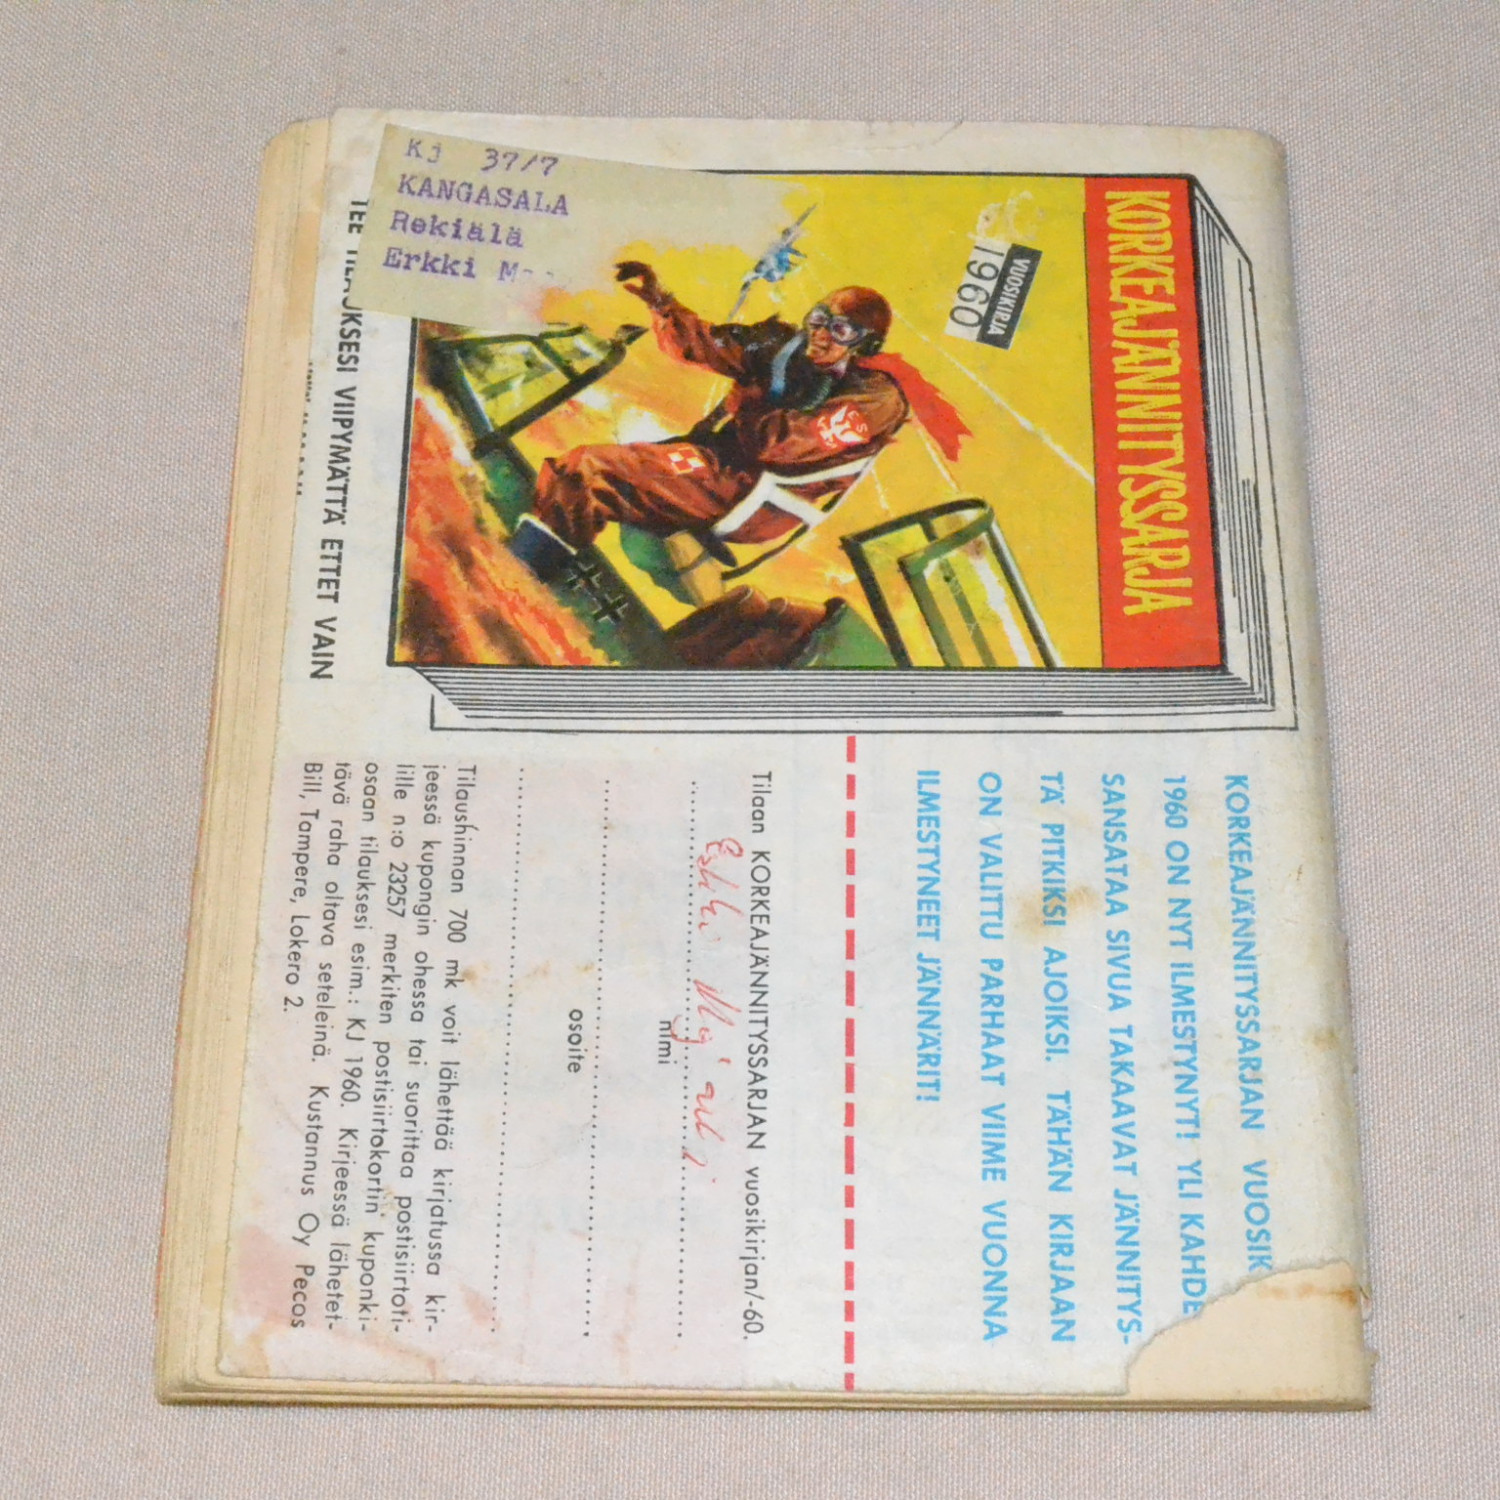 Kj 37/7
KANGASALA
Rekiälä
Erkki
KORKEAJÄNNITYSSARJA
VUOSIKIRJA
1960
VIIPYMÄTTÄ ETTET VAIN
KORKEAJÄNNITYSSARJAN VUOSIK
1960 ON NYT ILMESTYNYT! YLI KAHDE
SANSATAA SIVUA TAKAAVAT JÄNNITYS-
TÄ PITKIKSI AJOIKSI. TÄHÄN KIRJAAN
ON VALITTU PARHAAT VIIME VUONNA
ILMESTYNEET JÄNNÄRIT!
Tilaan KORKEAJÄNNITYSSARJAN vuosikirjan/-60.
nimi
osoite
Tilaushinnan 700 mk voit lähettää kirjatussa kir-
jeessä kupongin ohessa tai suorittaa postisiirtoti-
lille n:o 23257 merkiten postisiirtokortin kuponki-
osaan tilauksesi esim.: KJ 1960. Kirjeessä lähetet-
tävä raha oltava seteleinä. Kustannus Oy Pecos
Bill, Tampere, Lokero 2.